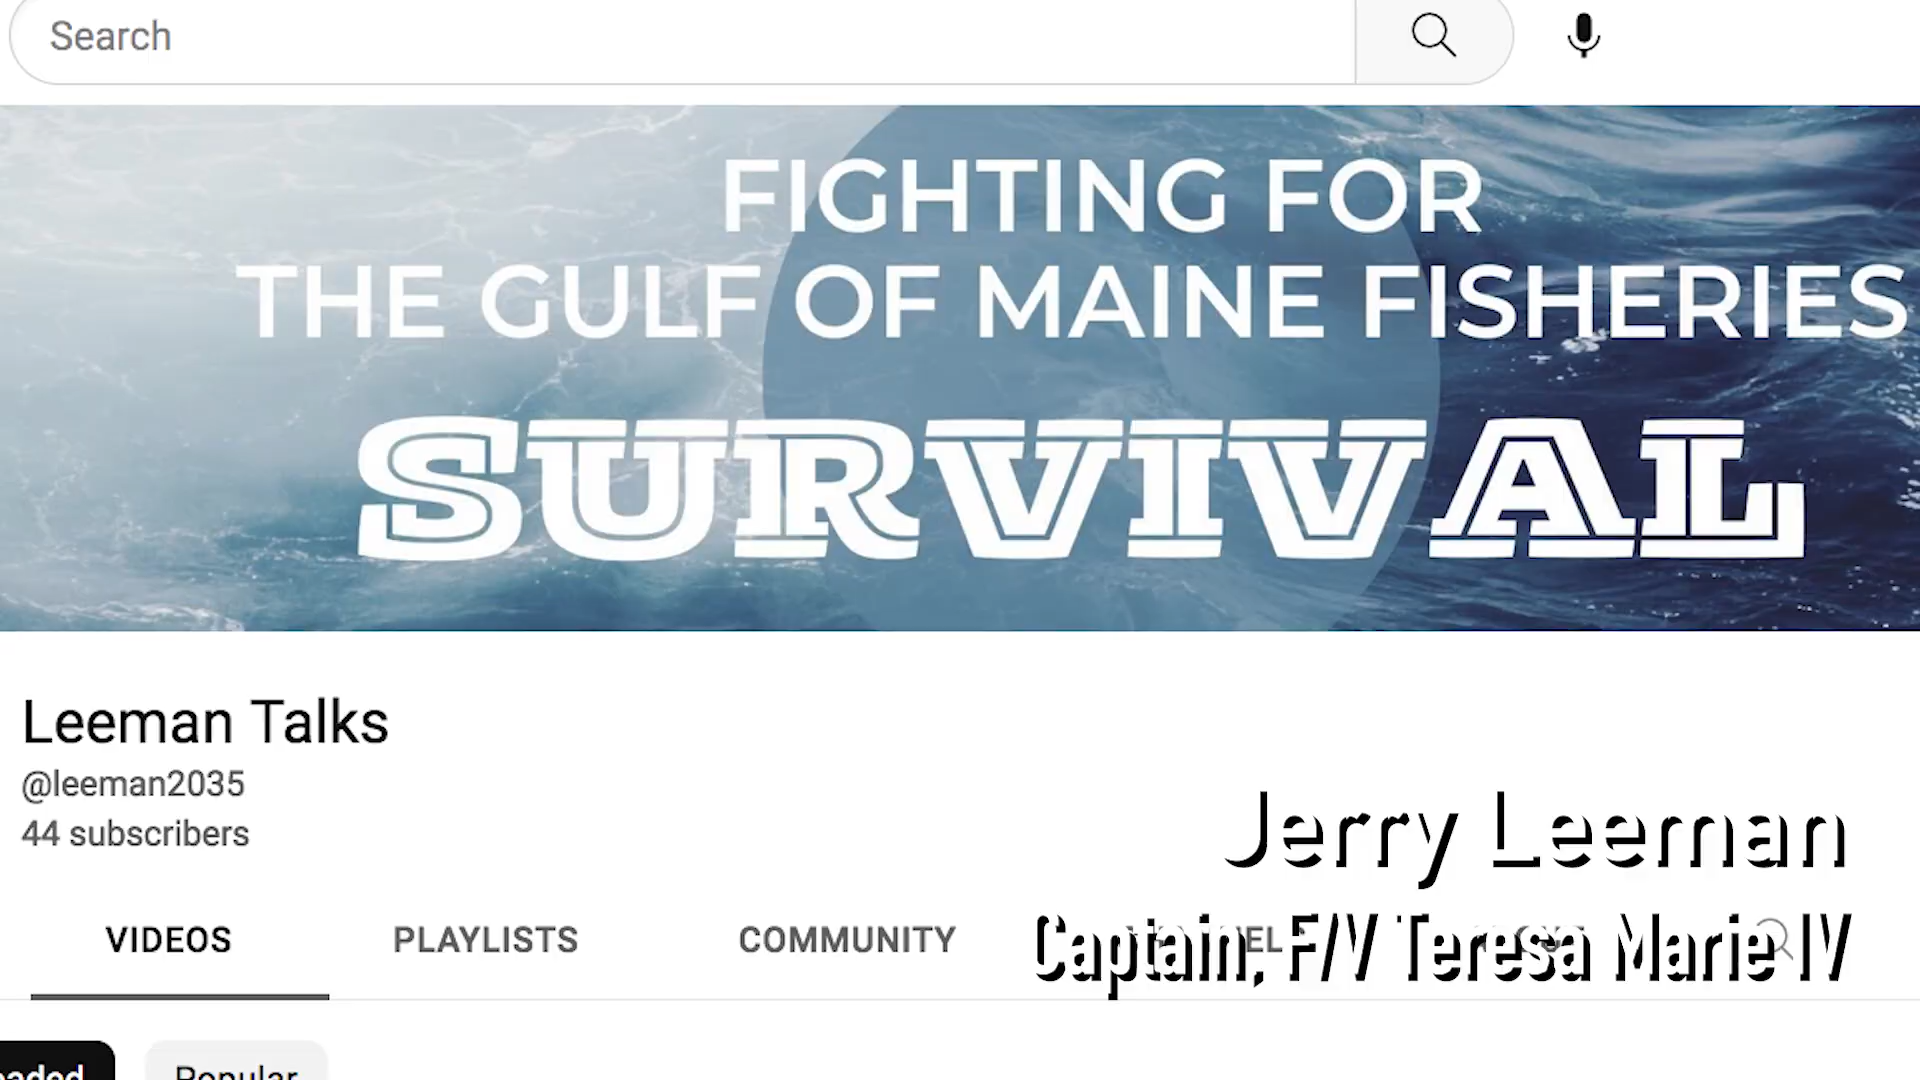 Search
FIGHTING FOR
THE GULF OF MAINE FISHERIES
SURVIVAL
Leeman Talks
@leeman2035
44 subscribers
Jerry Leeman
VIDEOS PLAYLISTS COMMUNITY
Captain, F/V Teresa Marie IV
Popular